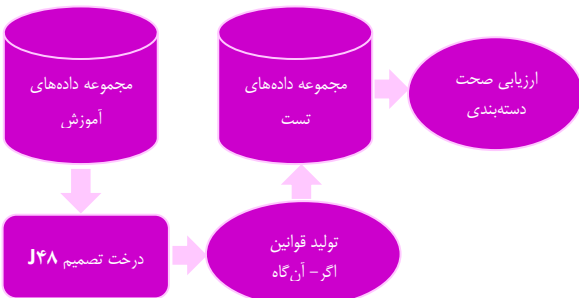 مجموعه داده‌های
آموزش
درخت تصمیم J۴۸
تولید قوانین
اگر- آن‌گاه
مجموعه داده‌های
تست
ارزیابی صحت
دسته‌بندی